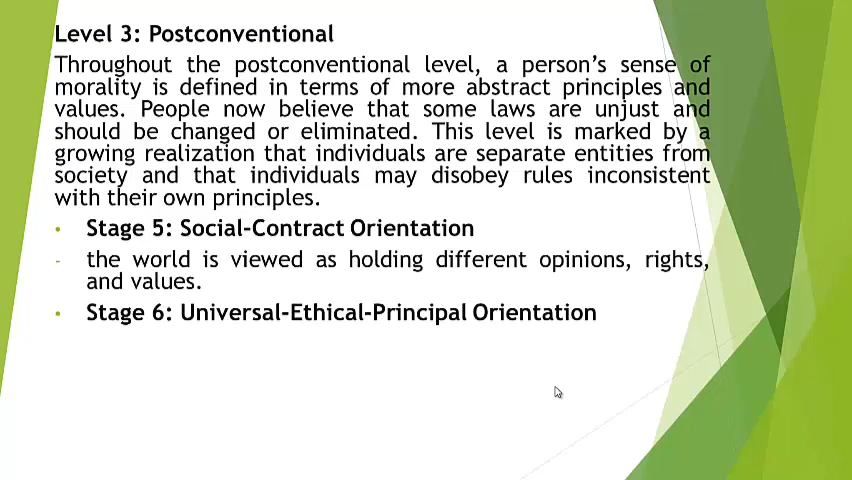 Level 3: Postconventional
Throughout the postconventional level, a person's sense of
morality is defined in terms of more abstract principles and
values. People now believe that some laws are unjust and
should be changed or eliminated. This level is marked by a
growing realization that individuals are separate entities from
society and that individuals may disobey rules inconsistent
with their own principles.
• Stage 5: Social-Contract Orientation
- the world is viewed as holding different opinions, rights,
and values.
• Stage 6: Universal-Ethical-Principal Orientation